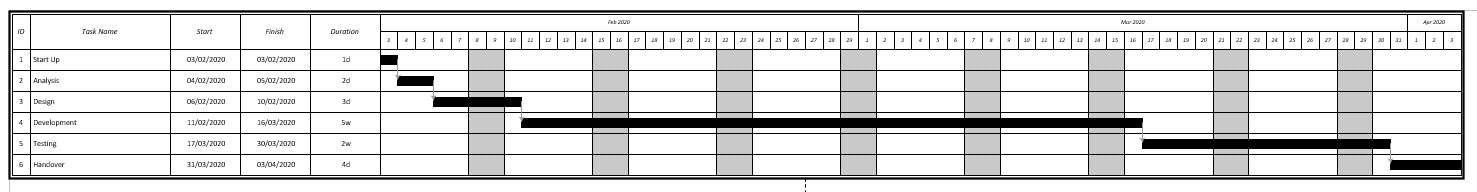 ID Task Name Start Finish Duration Feb 2020 Mar 2020 Apr 2020
3 4 5 6 7 8 9 10 11 12 13 14 15 16 17 18 19 20 21 22 23 24 25 26 27 28 29 1 2 3 4 5 6 7 8 9 10 11 12 13 14 15 16 17 18 19 20 21 22 23 24 25 26 27 28 29 30 31 1 2 3
1 Start Up 03/02/2020 03/02/2020 1d
2 Analysis 04/02/2020 05/02/2020 2d
3 Design 06/02/2020 10/02/2020 3d
4 Development 11/02/2020 16/03/2020 5w
5 Testing 17/03/2020 30/03/2020 2w
6 Handover 31/03/2020 03/04/2020 4d